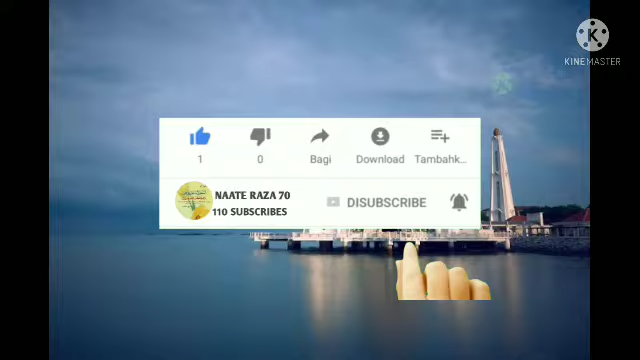 KINEMASTER
1 0 Bagi Download Tambahk...
NAATE RAZA 70
110 SUBSCRIBES
DISUBSCRIBE